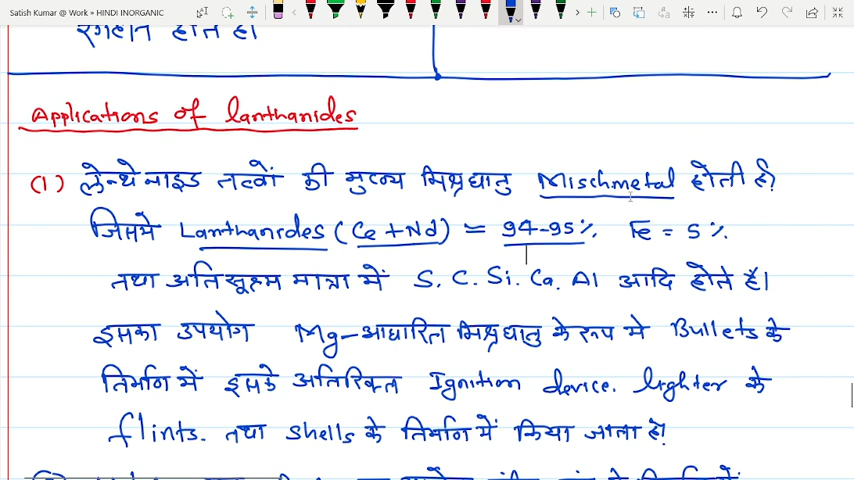 Satish Kumar @ Work » HINDI INORGANIC
होते है।
Applications of lanthanides
(1) लेन्थेनाइड तत्वों की मुख्य मिश्रधातु Mischmetal होती है?
जिसमे Lanthanides (Ce + Nd) = 94-95%, Fe = 5 %.
तथा अतिसूक्ष्म मात्रा में S. C. Si. Ca. Al आदि होते है।
इसका उपयोग Mg-आधारित मिश्रधातु के रूप मे Bullets के
निर्माण में इसके अतिरिक्त Ignition device. lighter के
flints. तथा shells के निर्माण में किया जाता है।